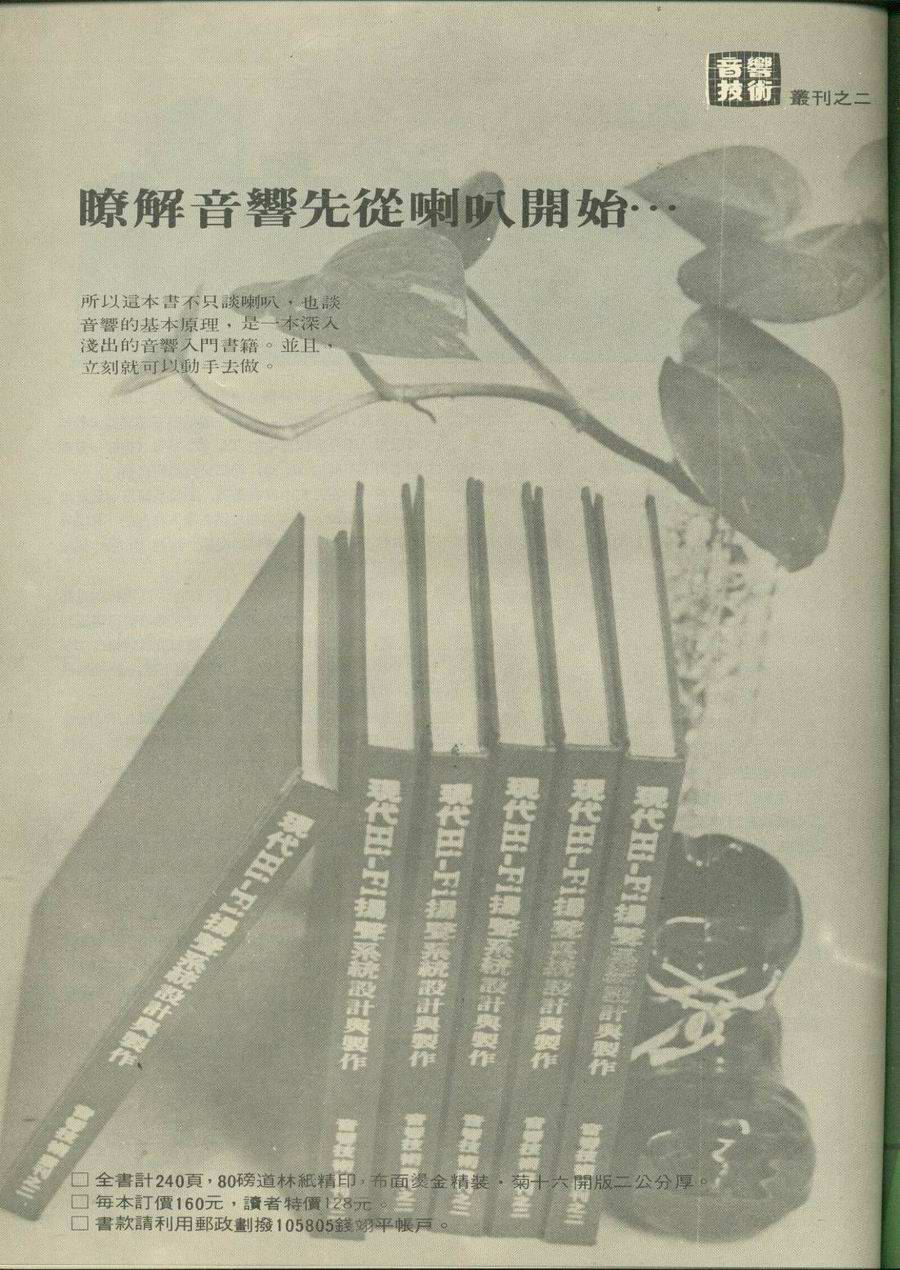 音響
技術
叢刊之二
瞭解音響先從喇叭開始…
所以這本書不只談喇叭，也談
音響的基本原理，是一本深入
淺出的音響入門書籍。並且，
立刻就可以動手去做。
現代Hi-Fi揚聲系統設計與製作
音響技術叢刊之二
現代Hi-Fi揚聲系統設計與製作
音響技術
現代Hi-Fi揚聲系統設計與製作
音響技術
之二
現代Hi-Fi揚聲系統設計與製作
音響技術
之二
現代Hi-Fi揚聲系統設計與製作
音響技術
之二
現代Hi-Fi揚聲系統設計與製作
音響技術
刊之二
□ 全書計240頁，80磅道林紙精印，布面燙金精裝・菊十六開版二公分厚。
□ 每本訂價160元，讀者特價128元。
□ 書款請利用郵政劃撥105805錢翊平帳戶。